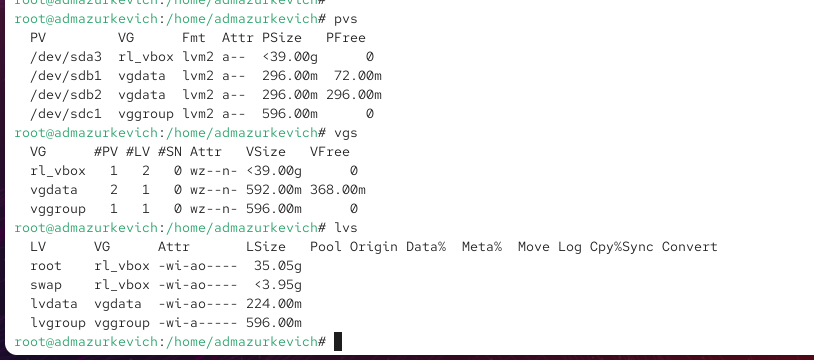 root@admazurkevich:/home/admazurkevich# pvs
  PV         VG      Fmt  Attr PSize   PFree
  /dev/sda3  rl_vbox lvm2 a--  <39.00g      0
  /dev/sdb1  vgdata  lvm2 a--  296.00m  72.00m
  /dev/sdb2  vgdata  lvm2 a--  296.00m 296.00m
  /dev/sdc1  vggroup lvm2 a--  596.00m      0
root@admazurkevich:/home/admazurkevich# vgs
  VG      #PV #LV #SN Attr   VSize   VFree
  rl_vbox   1   2   0 wz--n- <39.00g      0
  vgdata    2   1   0 wz--n- 592.00m 368.00m
  vggroup   1   1   0 wz--n- 596.00m      0
root@admazurkevich:/home/admazurkevich# lvs
  LV      VG      Attr       LSize   Pool Origin Data%  Meta%  Move Log Cpy%Sync Convert
  root    rl_vbox -wi-ao----  35.05g
  swap    rl_vbox -wi-ao----  <3.95g
  lvdata  vgdata  -wi-ao---- 224.00m
  lvgroup vggroup -wi-a----- 596.00m
root@admazurkevich:/home/admazurkevich#